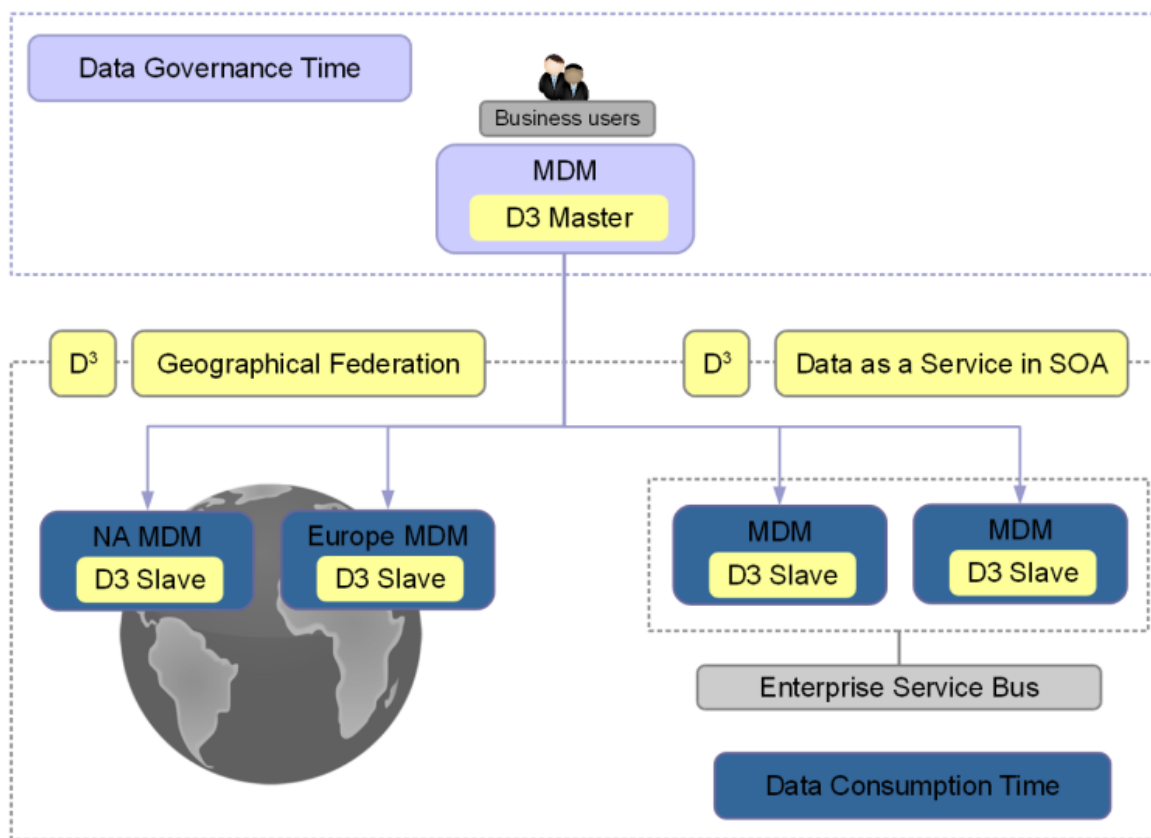 Data Governance Time
Business users
MDM
D3 Master
D³
Geographical Federation
D³
Data as a Service in SOA
NA MDM
D3 Slave
Europe MDM
D3 Slave
MDM
D3 Slave
MDM
D3 Slave
Enterprise Service Bus
Data Consumption Time